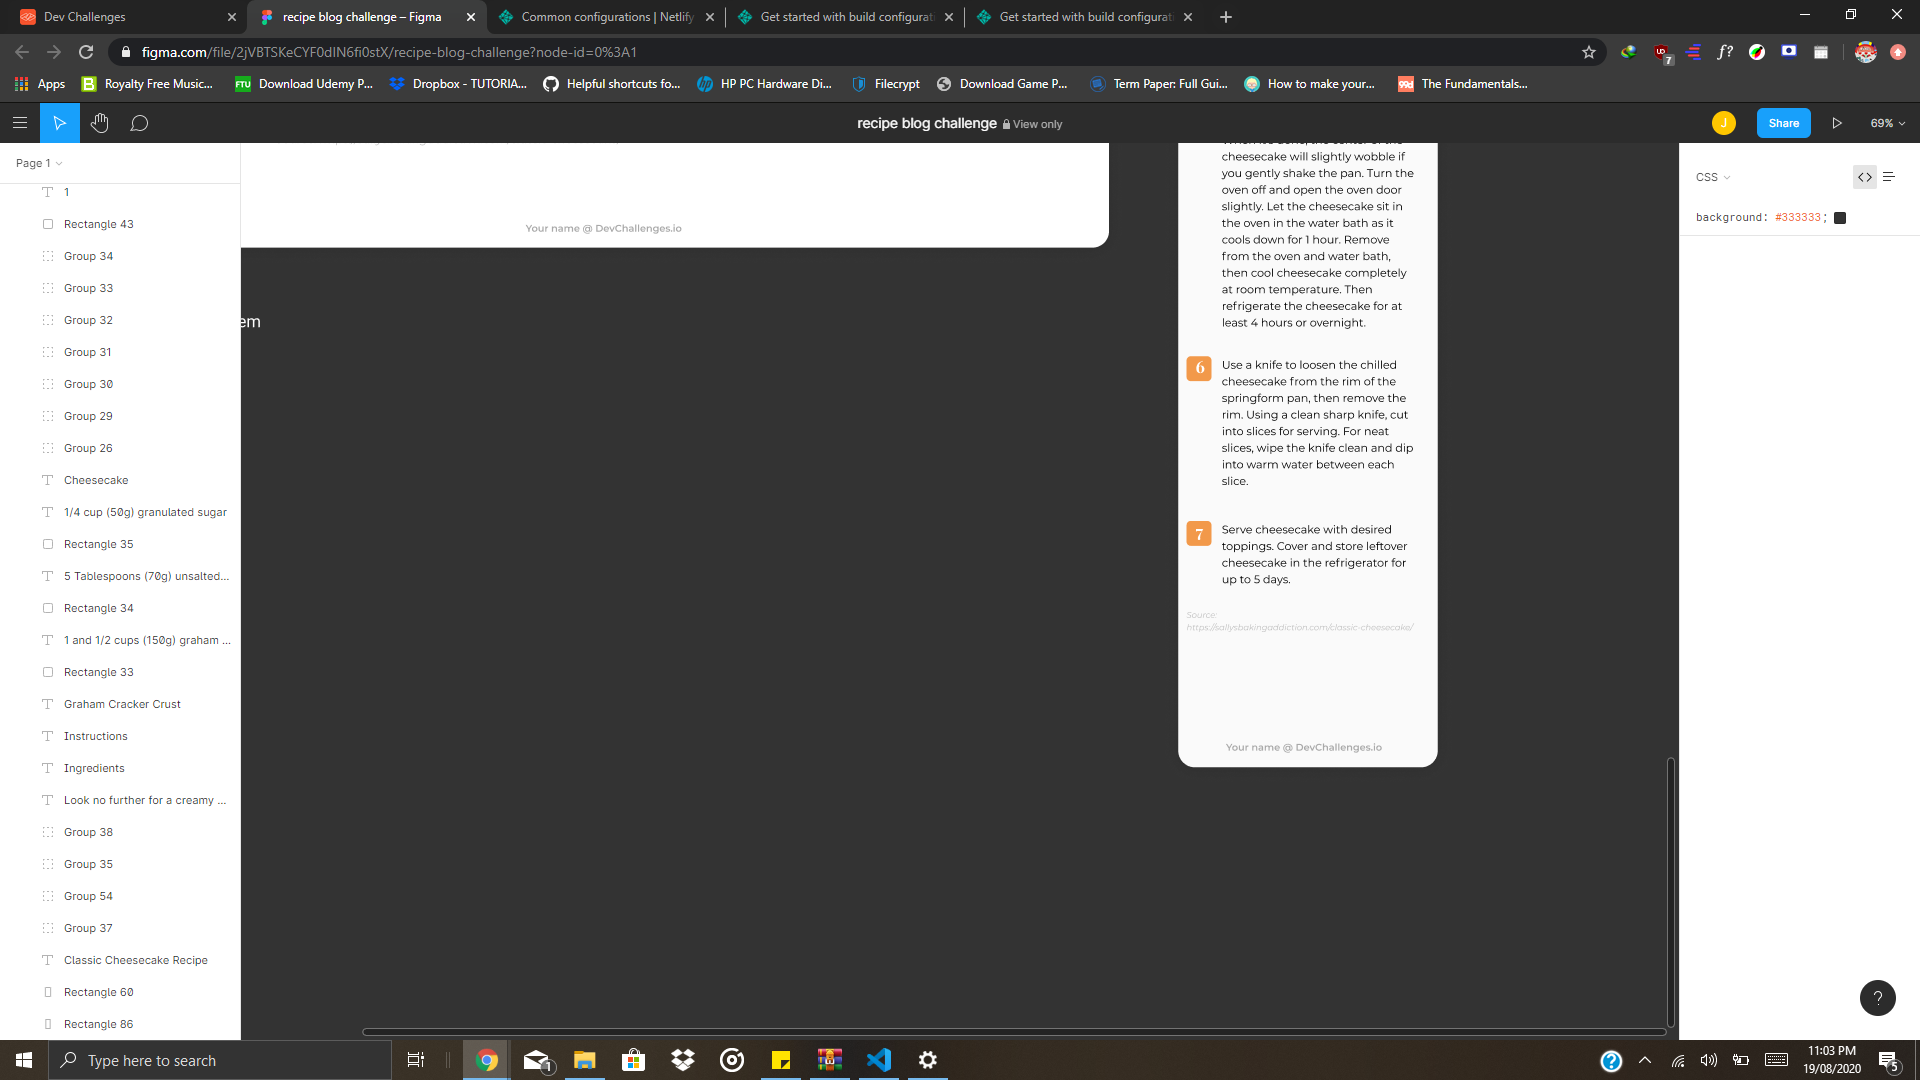 Dev Challenges
recipe blog challenge – Figma
Common configurations | Netlify
Get started with build configurati
Get started with build configurat
figma.com/file/2jVBTSKeCYF0dIN6fi0stX/recipe-blog-challenge?node-id=0%3A1
f?
7
Apps
Royalty Free Music...
FTU
Download Udemy P...
Dropbox - TUTORIA...
Helpful shortcuts fo...
HP PC Hardware Di...
Filecrypt
Download Game P...
Term Paper: Full Gui...
How to make your...
The Fundamentals...
recipe blog challenge
View only
J
Share
69%
Page 1
1
Rectangle 43
Group 34
Group 33
Group 32
Group 31
Group 30
Group 29
Group 26
Cheesecake
1/4 cup (50g) granulated sugar
Rectangle 35
5 Tablespoons (70g) unsalted...
Rectangle 34
1 and 1/2 cups (150g) graham ...
Rectangle 33
Graham Cracker Crust
Instructions
Ingredients
Look no further for a creamy ...
Group 38
Group 35
Group 54
Group 37
Classic Cheesecake Recipe
Rectangle 60
Rectangle 86
Your name @ DevChallenges.io
em
cheesecake will slightly wobble if
you gently shake the pan. Turn the
oven off and open the oven door
slightly. Let the cheesecake sit in
the oven in the water bath as it
cools down for 1 hour. Remove
from the oven and water bath,
then cool cheesecake completely
at room temperature. Then
refrigerate the cheesecake for at
least 4 hours or overnight.
6
Use a knife to loosen the chilled
cheesecake from the rim of the
springform pan, then remove the
rim. Using a clean sharp knife, cut
into slices for serving. For neat
slices, wipe the knife clean and dip
into warm water between each
slice.
7
Serve cheesecake with desired
toppings. Cover and store leftover
cheesecake in the refrigerator for
up to 5 days.
Source:
https://sallysbakingaddiction.com/classic-cheesecake/
Your name @ DevChallenges.io
CSS
background: #333333;
?
Type here to search
1
11:03 PM
19/08/2020
5